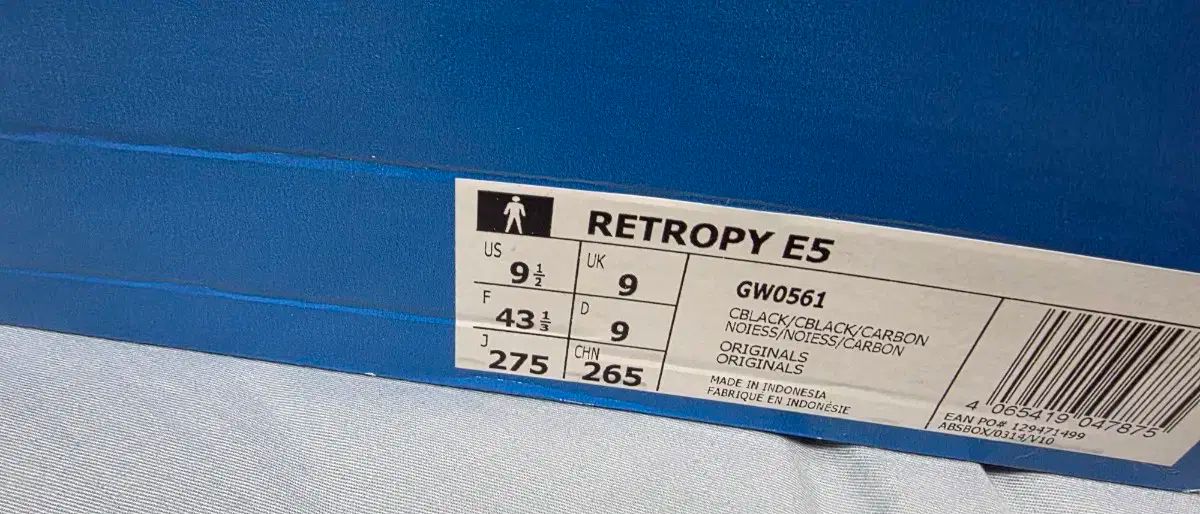 RETROPY E5
US 9 1/2
UK 9
F 43 1/3
D 9
J 275
CHN 265
GW0561
CBLACK/CBLACK/CARBON
NOIESS/NOIESS/CARBON
ORIGINALS
ORIGINALS
MADE IN INDONESIA
FABRIQUE EN INDONÉSIE
4 065419 047875
EAN PO# 129471499
ABSBOX/0314/V10